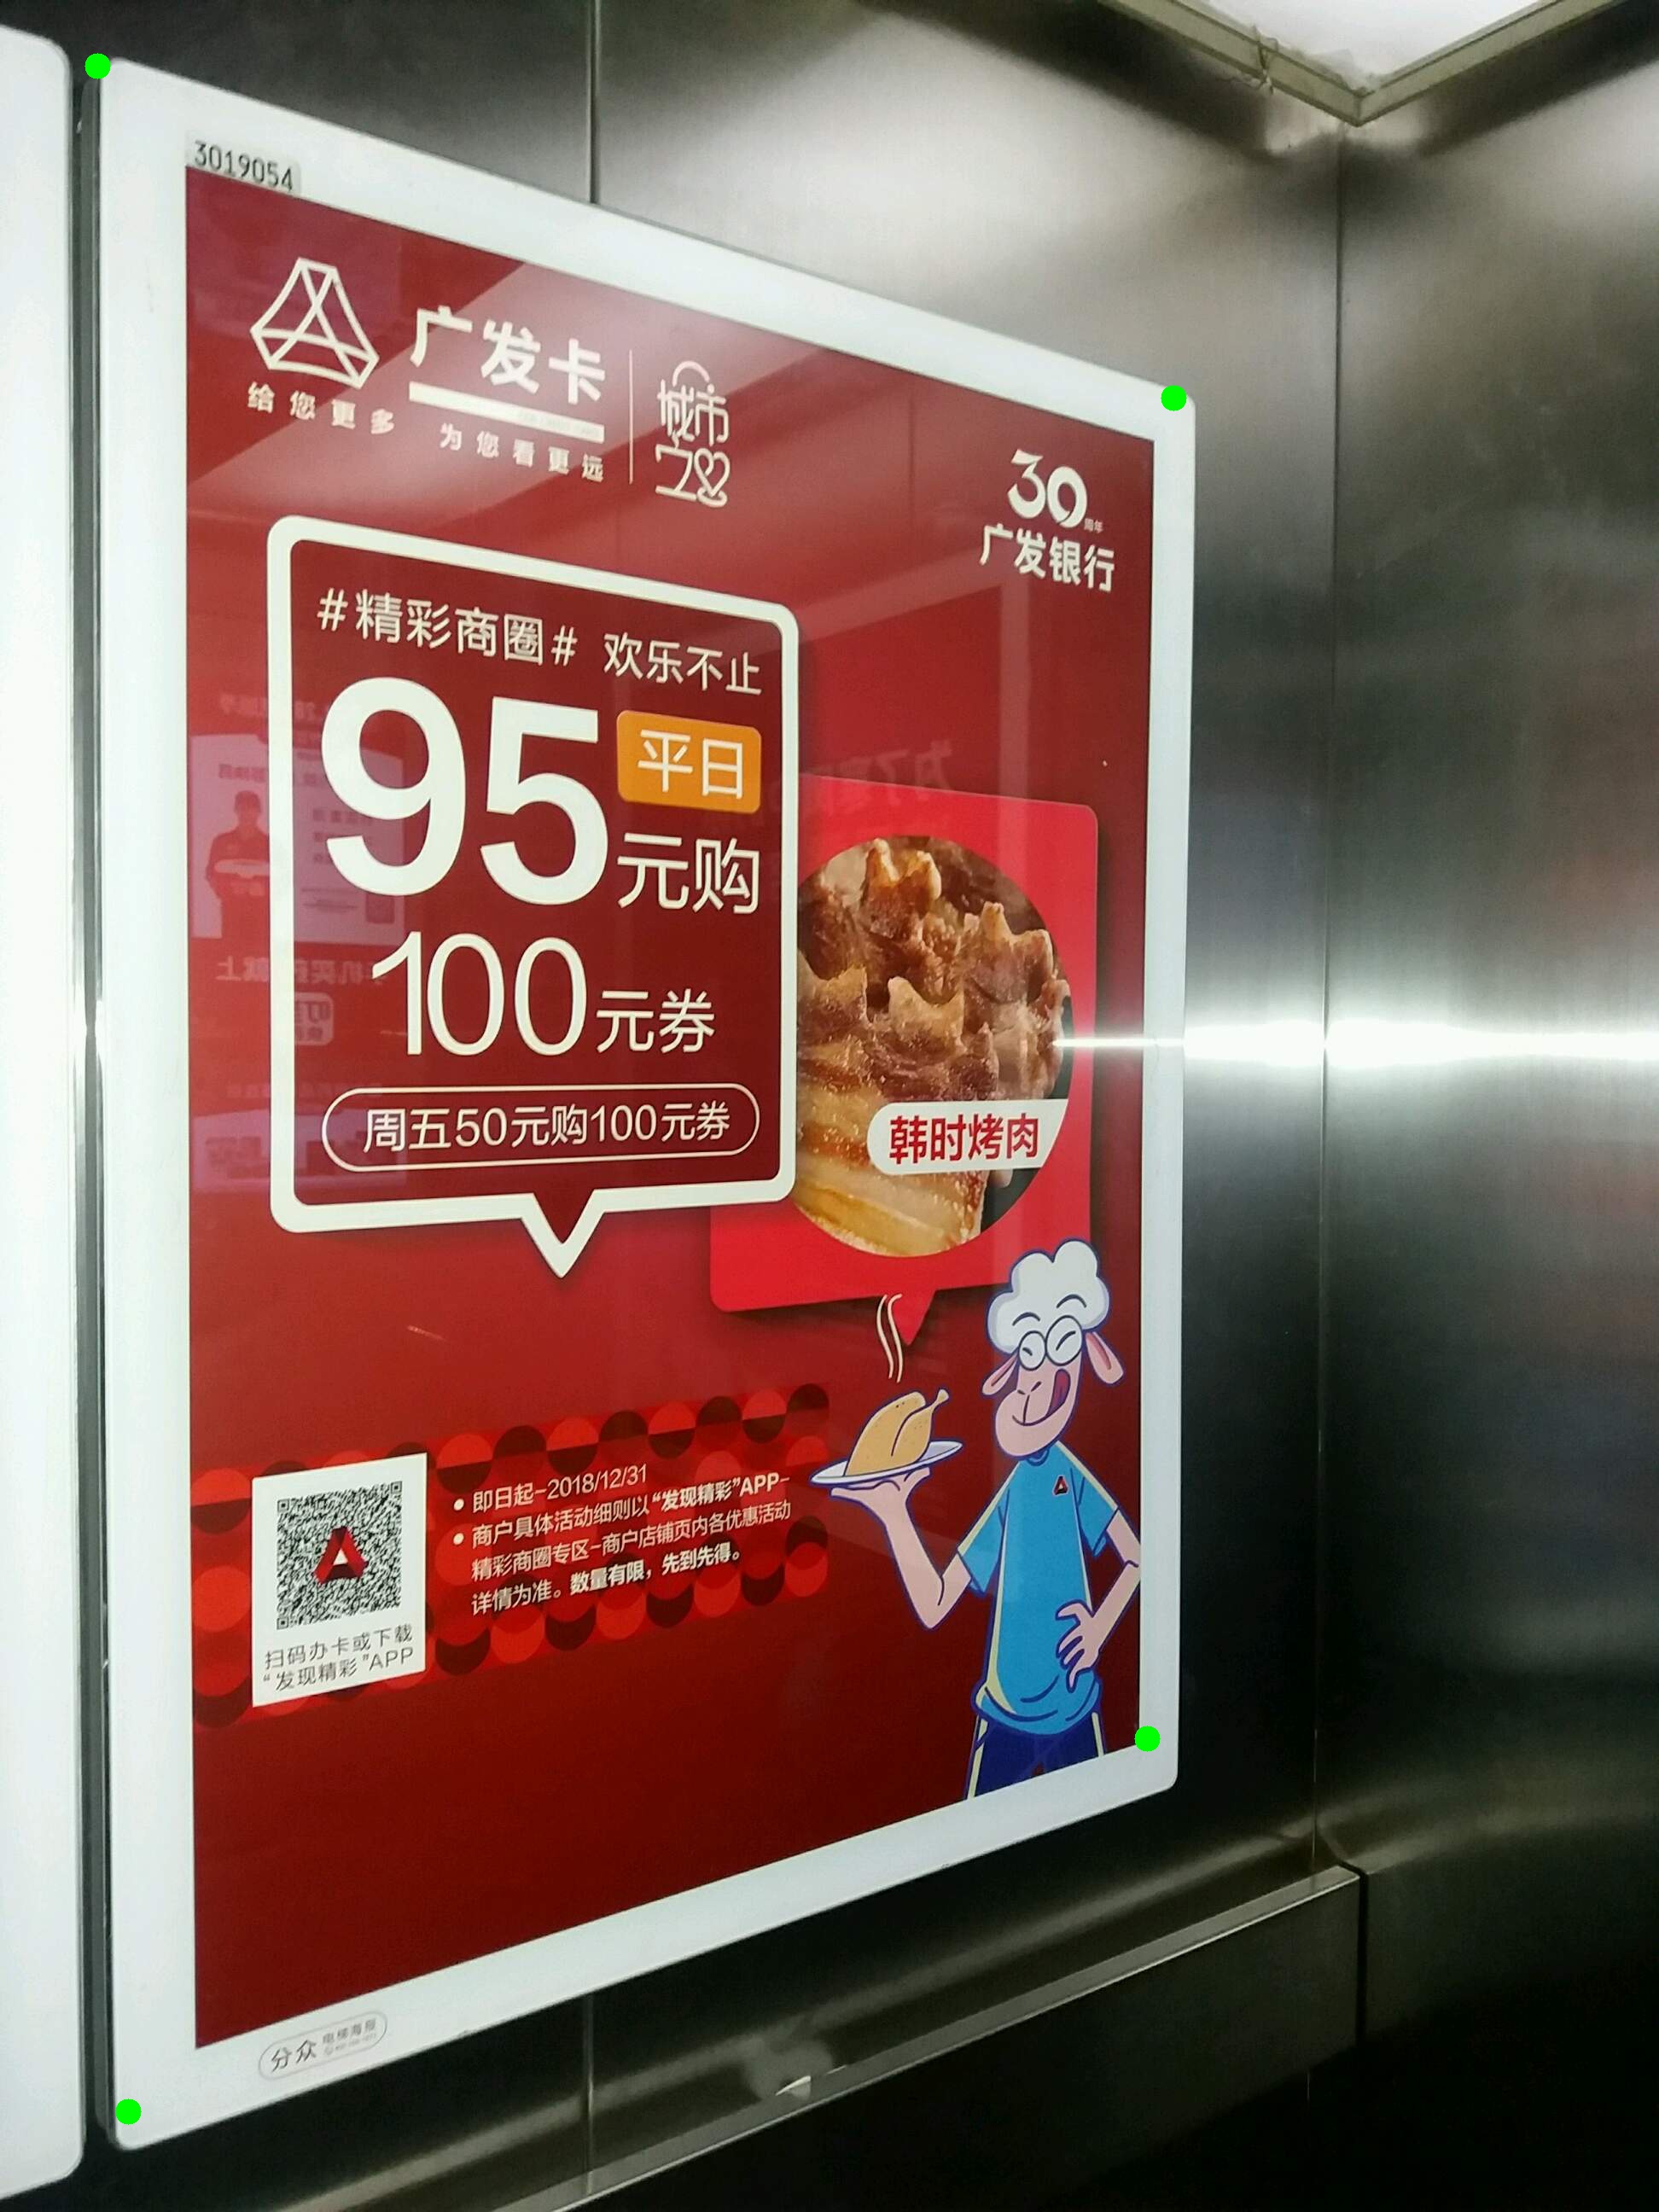 3019054
广发卡
给您更多 为您看更远
城市
30周年
广发银行
#精彩商圈# 欢乐不止
95平日元购
100元券
周五50元购100元券
韩时烤肉
•即日起-2018/12/31
•商户具体活动细则以“发现精彩”APP-
精彩商圈专区-商户店铺页内各优惠活动
详情为准。数量有限，先到先得。
扫码办卡或下载
“发现精彩”APP
分众 电梯海报